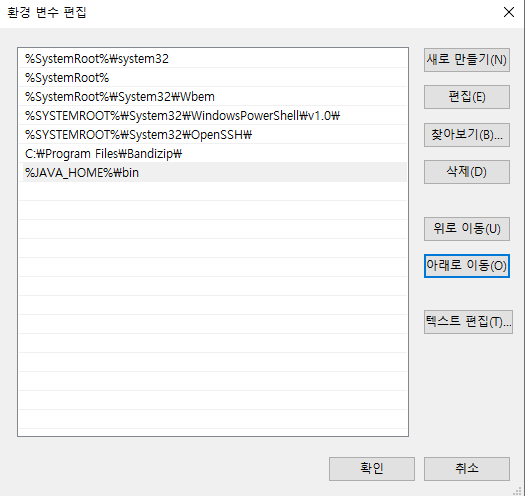 환경 변수 편집
%SystemRoot%₩system32
%SystemRoot%
%SystemRoot%₩System32₩Wbem
%SYSTEMROOT%₩System32₩WindowsPowerShell₩v1.0₩
%SYSTEMROOT%₩System32₩OpenSSH₩
C:₩Program Files₩Bandizip₩
%JAVA_HOME%₩bin
새로 만들기(N)
편집(E)
찾아보기(B)...
삭제(D)
위로 이동(U)
아래로 이동(O)
텍스트 편집(T)...
확인
취소